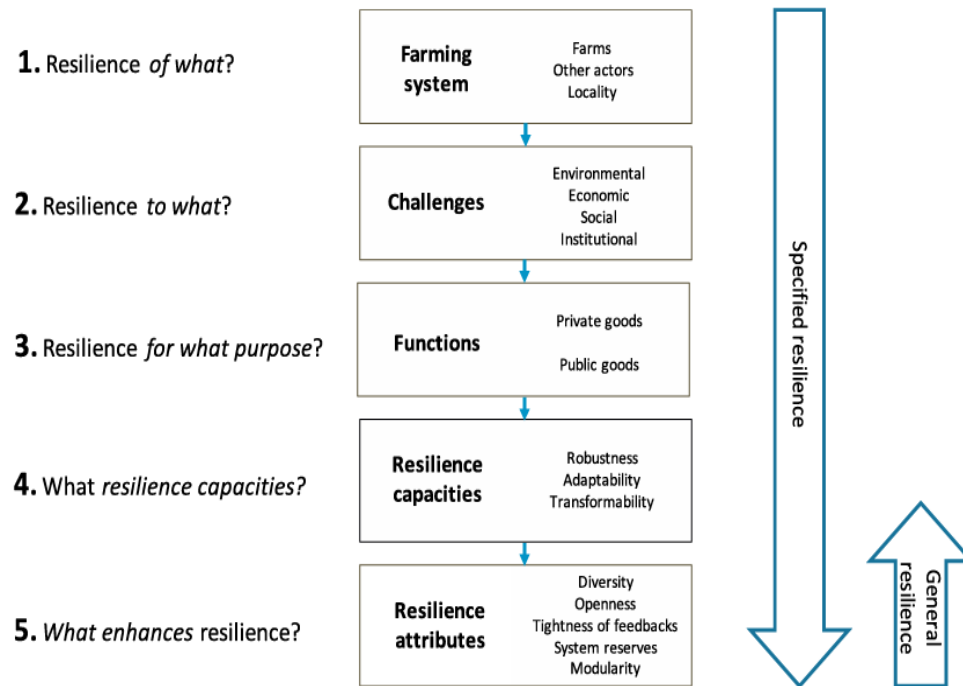 1. Resilience of what?
Farming
system
Farms
Other actors
Locality
2. Resilience to what?
Challenges
Environmental
Economic
Social
Institutional
3. Resilience for what purpose?
Functions
Private goods
Public goods
4. What resilience capacities?
Resilience
capacities
Robustness
Adaptability
Transformability
5. What enhances resilience?
Resilience
attributes
Diversity
Openness
Tightness of feedbacks
System reserves
Modularity
Specified resilience
General
resilience